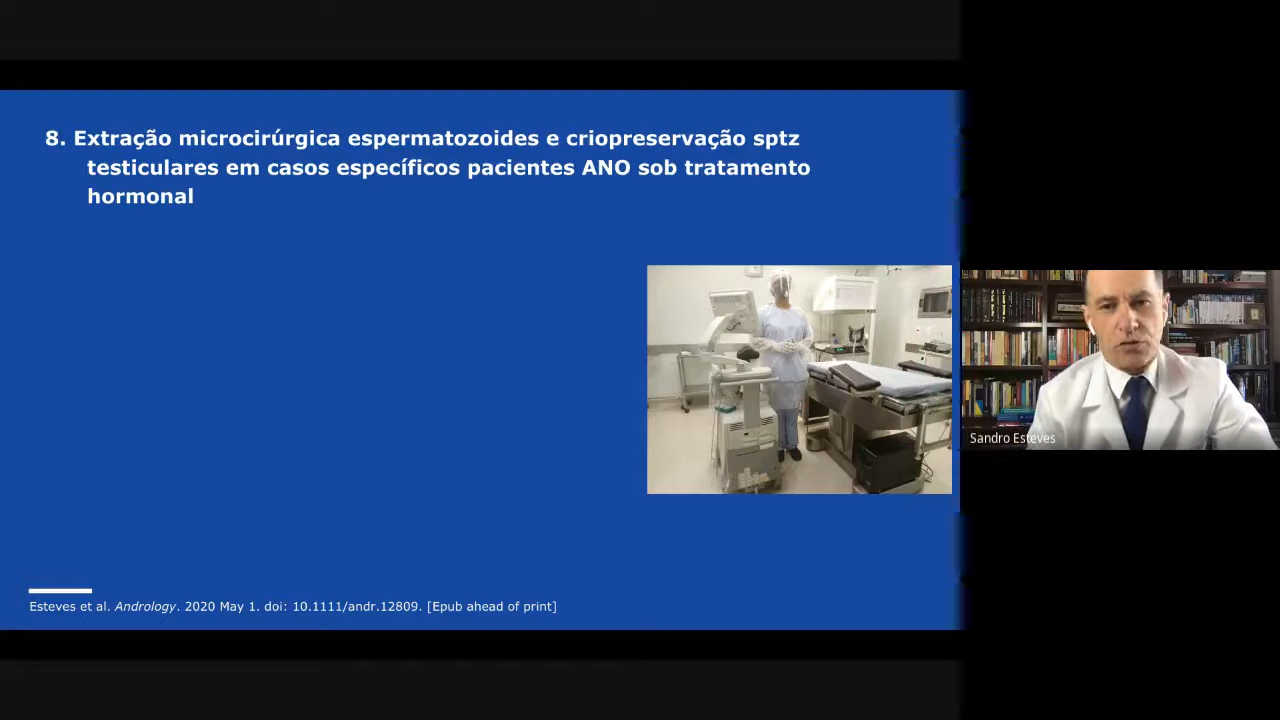 8. Extração microcirúrgica espermatozoides e criopreservação sptz
testiculares em casos específicos pacientes ANO sob tratamento
hormonal
Sandro Esteves
Esteves et al. Andrology. 2020 May 1. doi: 10.1111/andr.12809. [Epub ahead of print]